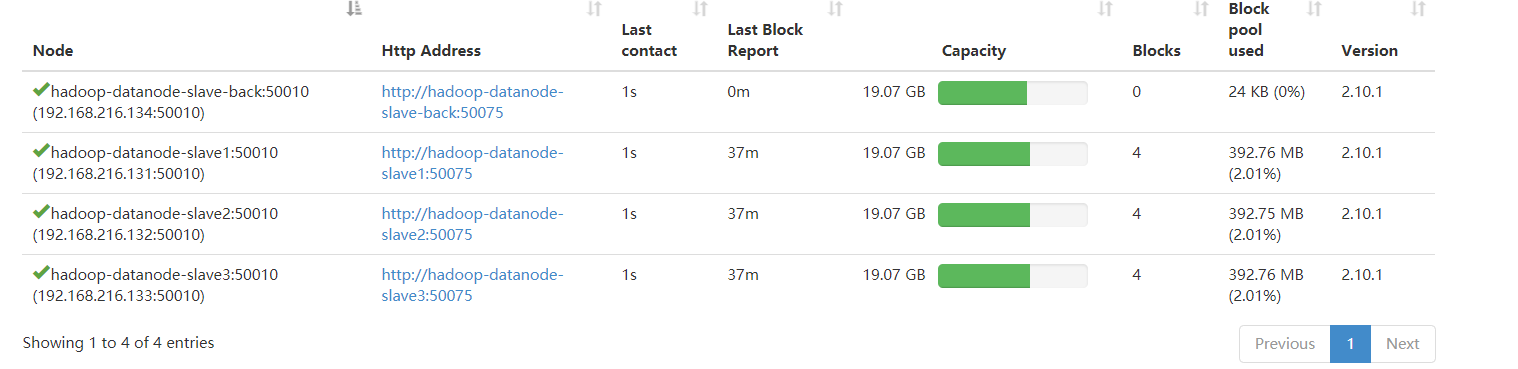 Node Http Address Last contact Last Block Report Capacity Blocks Block pool used Version
hadoop-datanode-slave-back:50010 http://hadoop-datanode- 1s 0m 19.07 GB 0 24 KB (0%) 2.10.1
(192.168.216.134:50010) slave-back:50075
hadoop-datanode-slave1:50010 http://hadoop-datanode- 1s 37m 19.07 GB 4 392.76 MB 2.10.1
(192.168.216.131:50010) slave1:50075 (2.01%)
hadoop-datanode-slave2:50010 http://hadoop-datanode- 1s 37m 19.07 GB 4 392.75 MB 2.10.1
(192.168.216.132:50010) slave2:50075 (2.01%)
hadoop-datanode-slave3:50010 http://hadoop-datanode- 1s 37m 19.07 GB 4 392.76 MB 2.10.1
(192.168.216.133:50010) slave3:50075 (2.01%)
Showing 1 to 4 of 4 entries Previous 1 Next